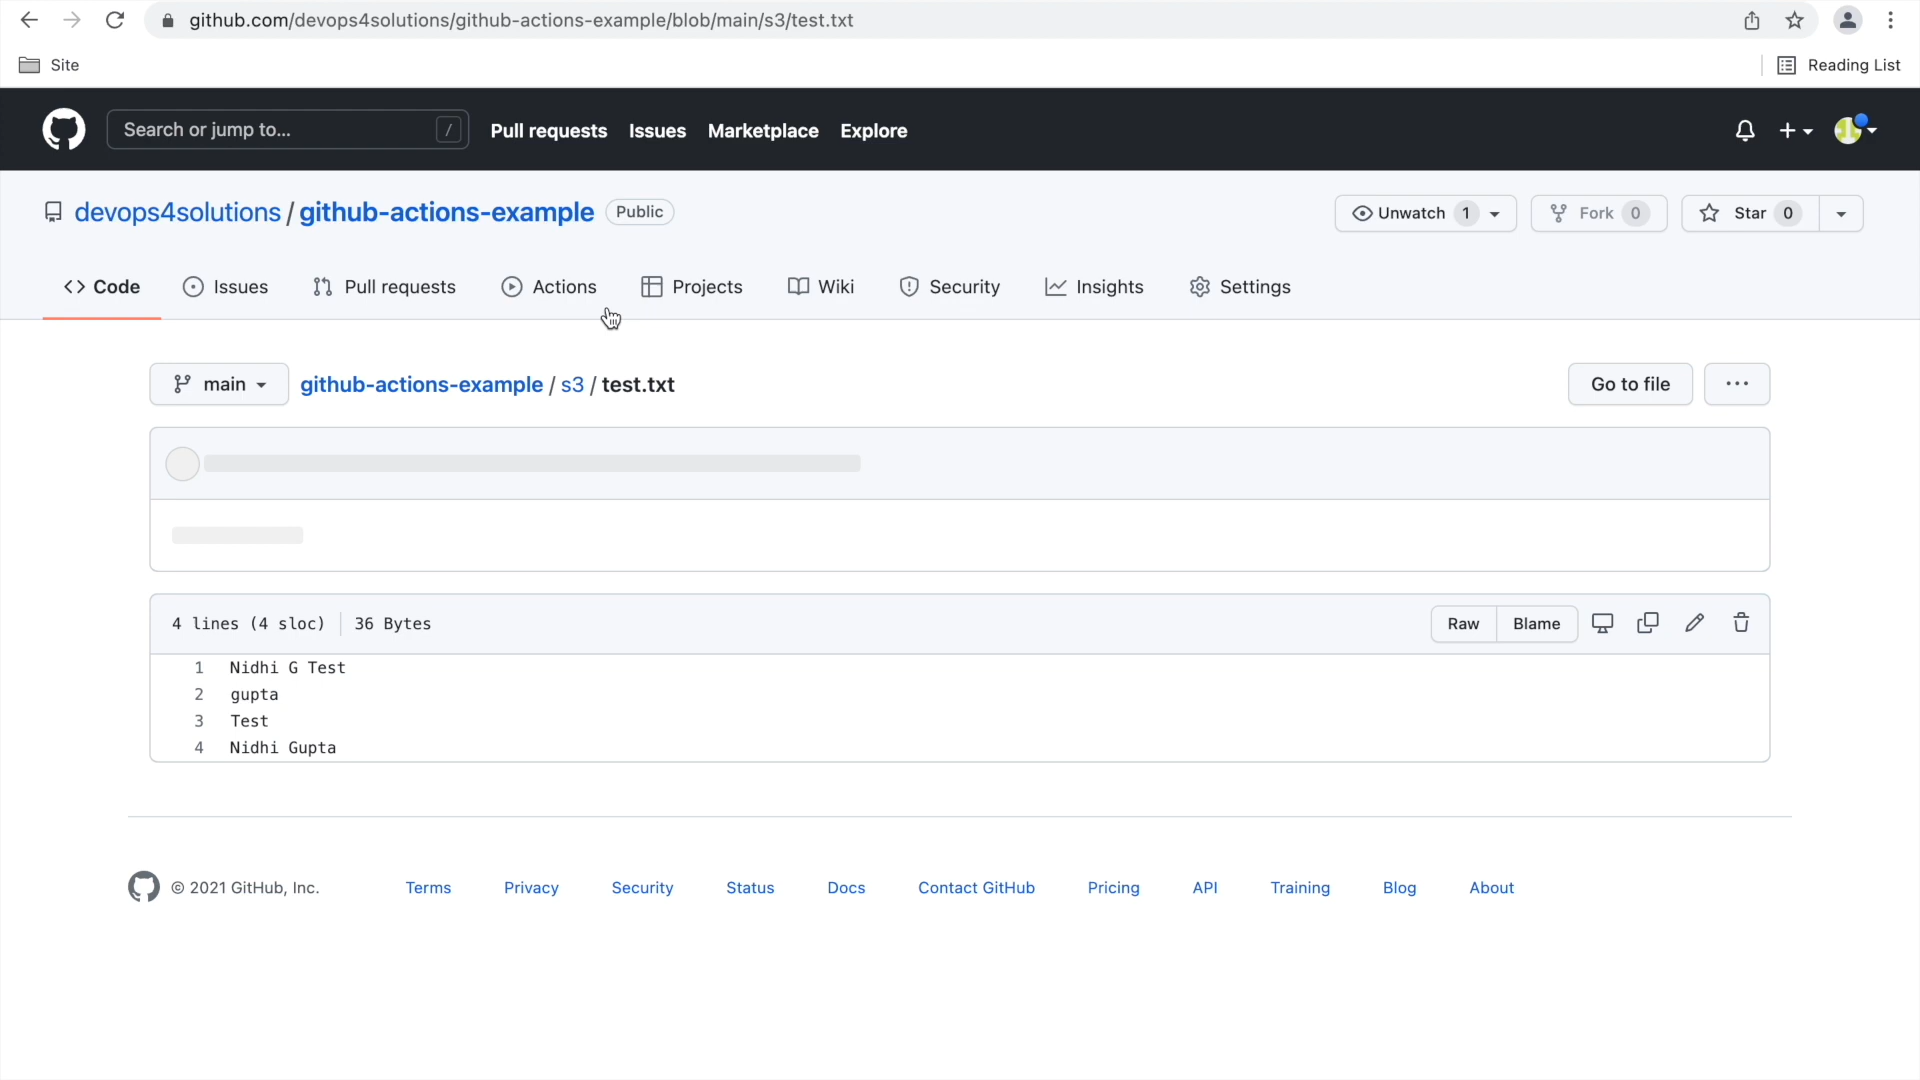 github.com/devops4solutions/github-actions-example/blob/main/s3/test.txt
Site
Reading List
Search or jump to... /
Pull requests Issues Marketplace Explore
devops4solutions / github-actions-example Public
Unwatch 1 Fork 0 Star 0
Code Issues Pull requests Actions Projects Wiki Security Insights Settings
main github-actions-example / s3 / test.txt Go to file
4 lines (4 sloc) 36 Bytes Raw Blame
1 Nidhi G Test
2 gupta
3 Test
4 Nidhi Gupta
© 2021 GitHub, Inc. Terms Privacy Security Status Docs Contact GitHub Pricing API Training Blog About